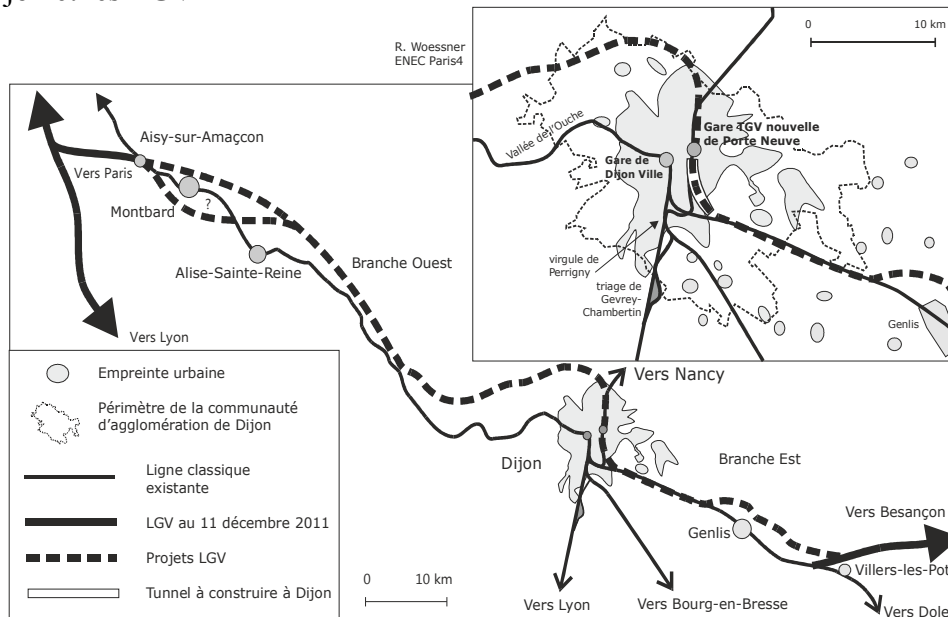 R. Woessner
ENEC Paris4
0 10 km
Vallée de l'Ouche
Gare TGV nouvelle
de Porte Neuve
Gare de
Dijon Ville
virgule de
Perrigny
triage de
Gevrey-
Chambertin
Genlis
Aisy-sur-Amaçcon
Vers Paris
Montbard
?
Alise-Sainte-Reine
Branche Ouest
Vers Lyon
Vers Nancy
Dijon
Branche Est
Genlis
Vers Besançon
Villers-les-Pot
Vers Dole
Vers Lyon
Vers Bourg-en-Bresse
0 10 km
Empreinte urbaine
Périmètre de la communauté
d'agglomération de Dijon
Ligne classique
existante
LGV au 11 décembre 2011
Projets LGV
Tunnel à construire à Dijon